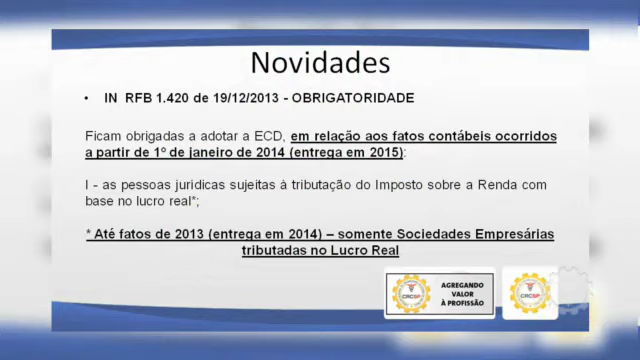 Novidades
• IN RFB 1.420 de 19/12/2013 - OBRIGATORIDADE
Ficam obrigadas a adotar a ECD, em relação aos fatos contábeis ocorridos
a partir de 1º de janeiro de 2014 (entrega em 2015):
I - as pessoas jurídicas sujeitas à tributação do Imposto sobre a Renda com
base no lucro real*;
* Até fatos de 2013 (entrega em 2014) – somente Sociedades Empresárias
tributadas no Lucro Real
CRCSP
AGREGANDO
VALOR
À PROFISSÃO
CRCSP